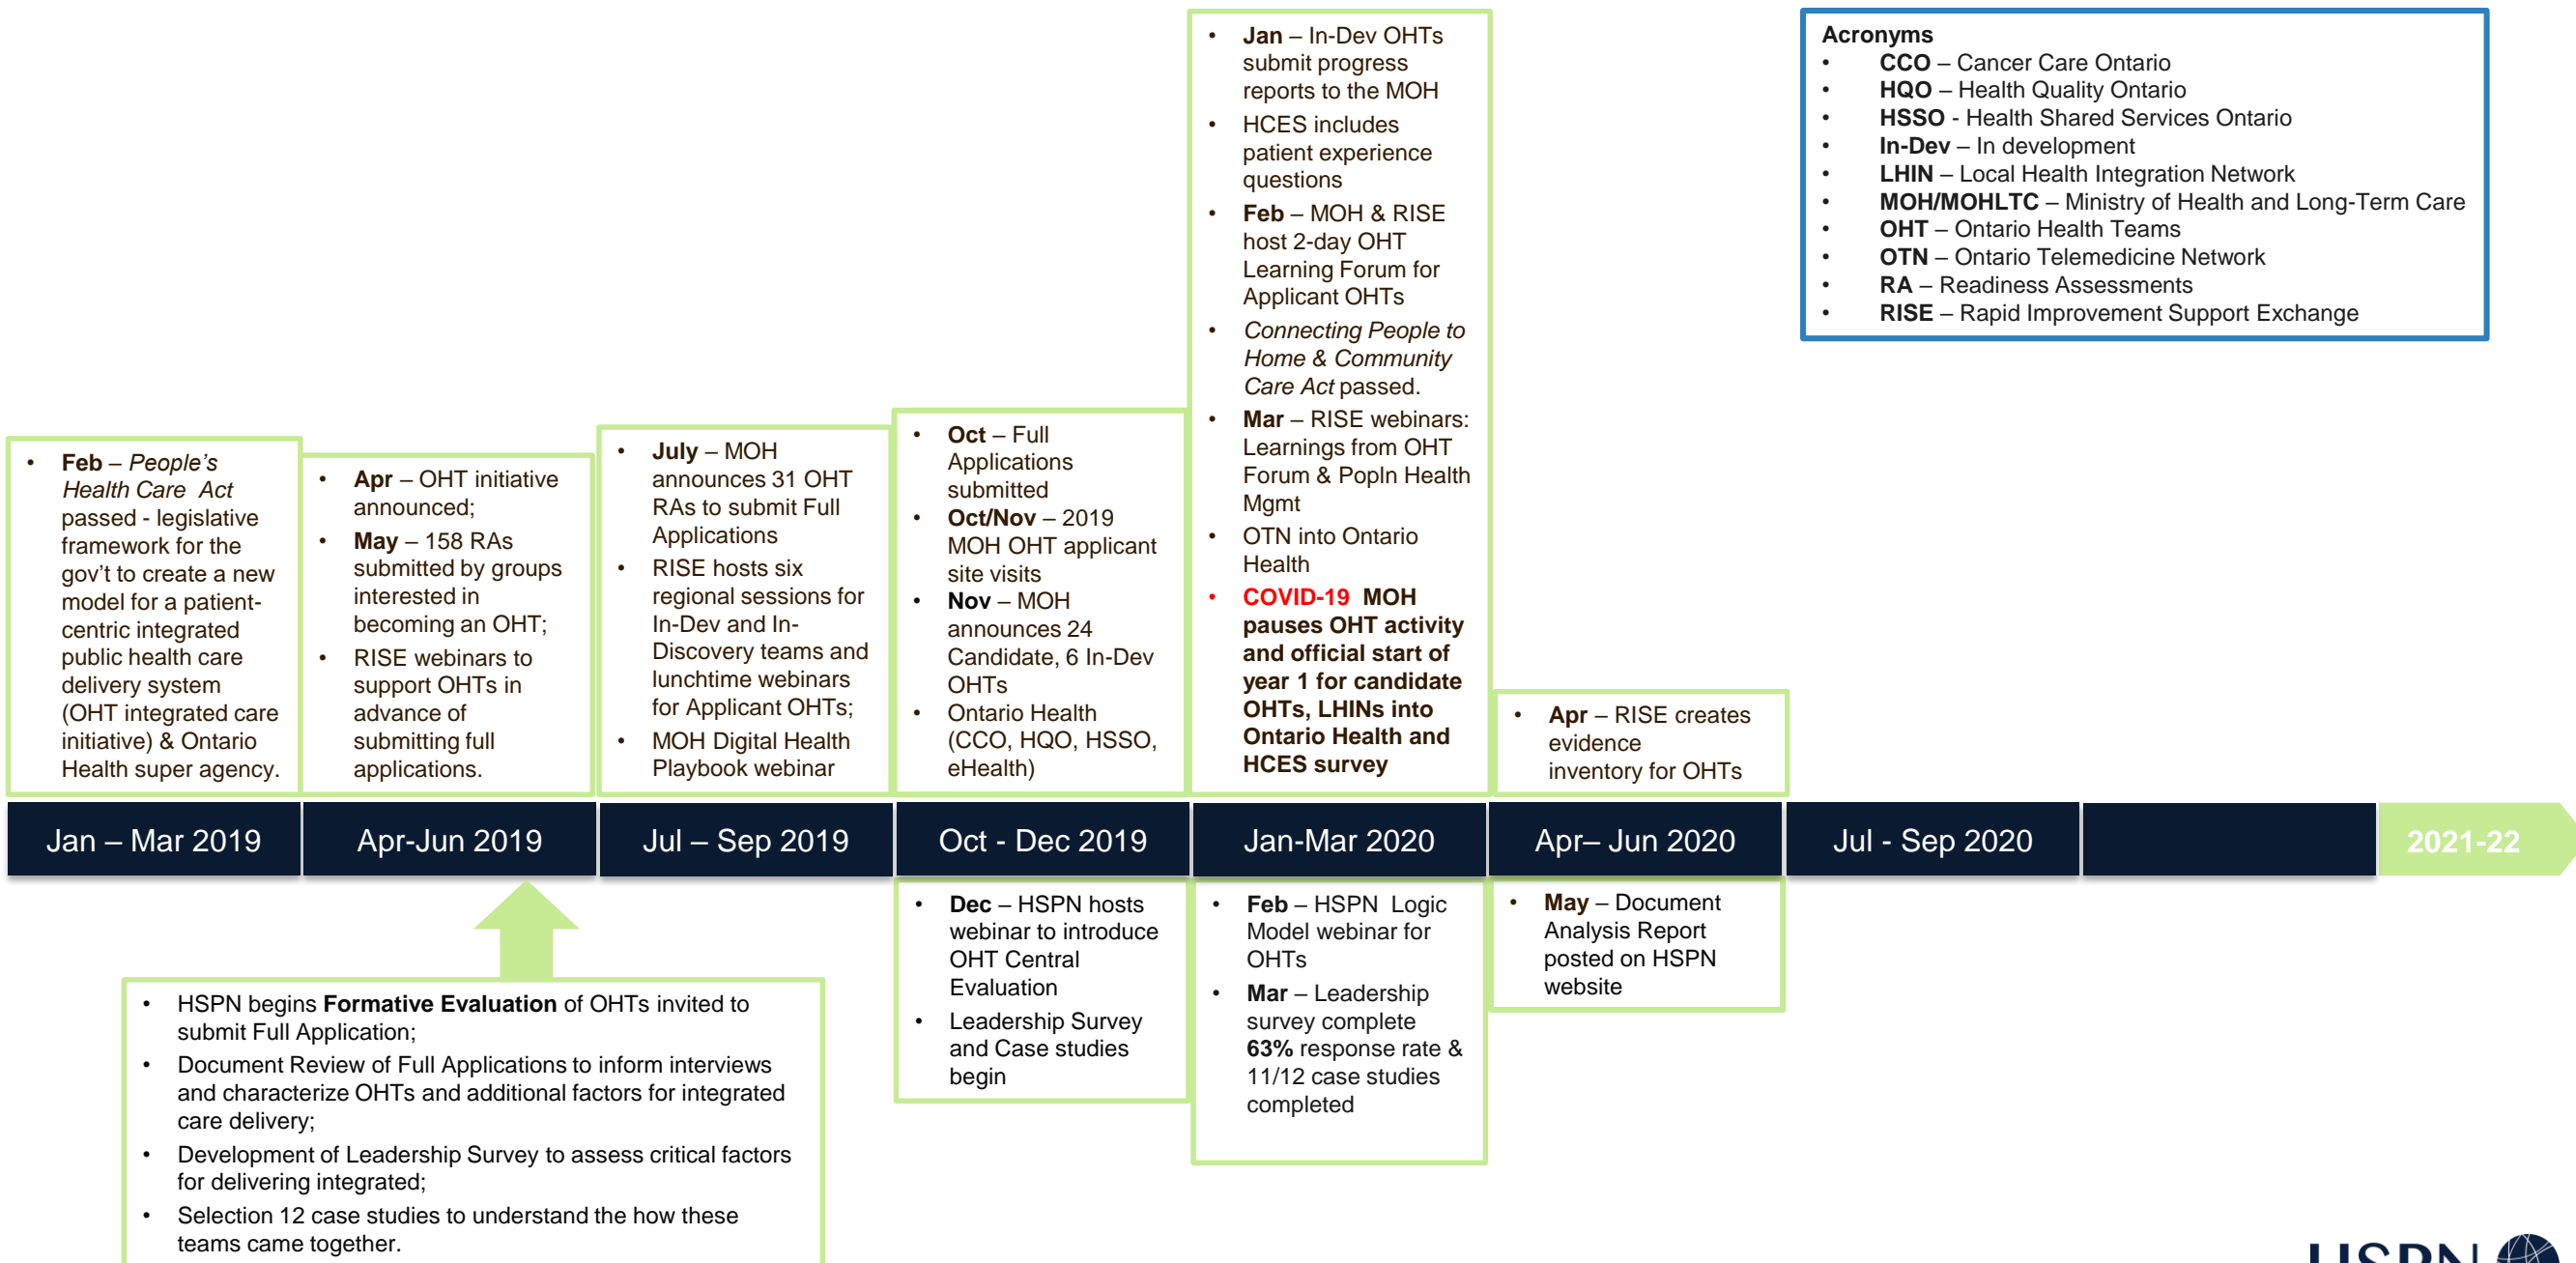 • Jan – In-Dev OHTs
submit progress
reports to the MOH
• HCES includes
patient experience
questions
• Feb – MOH & RISE
host 2-day OHT
Learning Forum for
Applicant OHTs
• Connecting People to
Home & Community
Care Act passed.
• Mar – RISE webinars:
Learnings from OHT
Forum & Popln Health
Mgmt
• OTN into Ontario
Health
• COVID-19 MOH
pauses OHT activity
and official start of
year 1 for candidate
OHTs, LHINs into
Ontario Health and
HCES survey
Acronyms
• CCO – Cancer Care Ontario
• HQO – Health Quality Ontario
• HSSO - Health Shared Services Ontario
• In-Dev – In development
• LHIN – Local Health Integration Network
• MOH/MOHLTC – Ministry of Health and Long-Term Care
• OHT – Ontario Health Teams
• OTN – Ontario Telemedicine Network
• RA – Readiness Assessments
• RISE – Rapid Improvement Support Exchange
• Feb – People's
Health Care Act
passed - legislative
framework for the
gov't to create a new
model for a patient-
centric integrated
public health care
delivery system
(OHT integrated care
initiative) & Ontario
Health super agency.
• Apr – OHT initiative
announced;
• May – 158 RAs
submitted by groups
interested in
becoming an OHT;
• RISE webinars to
support OHTs in
advance of
submitting full
applications.
• July – MOH
announces 31 OHT
RAs to submit Full
Applications
• RISE hosts six
regional sessions for
In-Dev and In-
Discovery teams and
lunchtime webinars
for Applicant OHTs;
• MOH Digital Health
Playbook webinar
• Oct – Full
Applications
submitted
• Oct/Nov – 2019
MOH OHT applicant
site visits
• Nov – MOH
announces 24
Candidate, 6 In-Dev
OHTs
• Ontario Health
(CCO, HQO, HSSO,
eHealth)
• Apr – RISE creates
evidence
inventory for OHTs
Jan – Mar 2019
Apr-Jun 2019
Jul – Sep 2019
Oct - Dec 2019
Jan-Mar 2020
Apr– Jun 2020
Jul - Sep 2020
2021-22
• HSPN begins Formative Evaluation of OHTs invited to
submit Full Application;
• Document Review of Full Applications to inform interviews
and characterize OHTs and additional factors for integrated
care delivery;
• Development of Leadership Survey to assess critical factors
for delivering integrated;
• Selection 12 case studies to understand the how these
teams came together.
• Dec – HSPN hosts
webinar to introduce
OHT Central
Evaluation
• Leadership Survey
and Case studies
begin
• Feb – HSPN Logic
Model webinar for
OHTs
• Mar – Leadership
survey complete
63% response rate &
11/12 case studies
completed
• May – Document
Analysis Report
posted on HSPN
website
HSPN